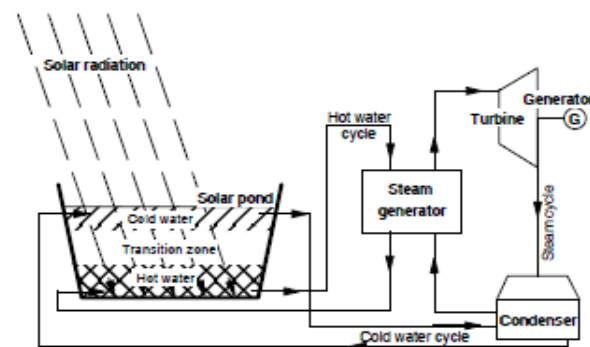 Solar radiation
Generator
G
Turbine
Hot water
cycle
Steam
generator
Solar pond
Cold water
Transition zone
Hot water
Steam cycle
Condenser
Cold water cycle